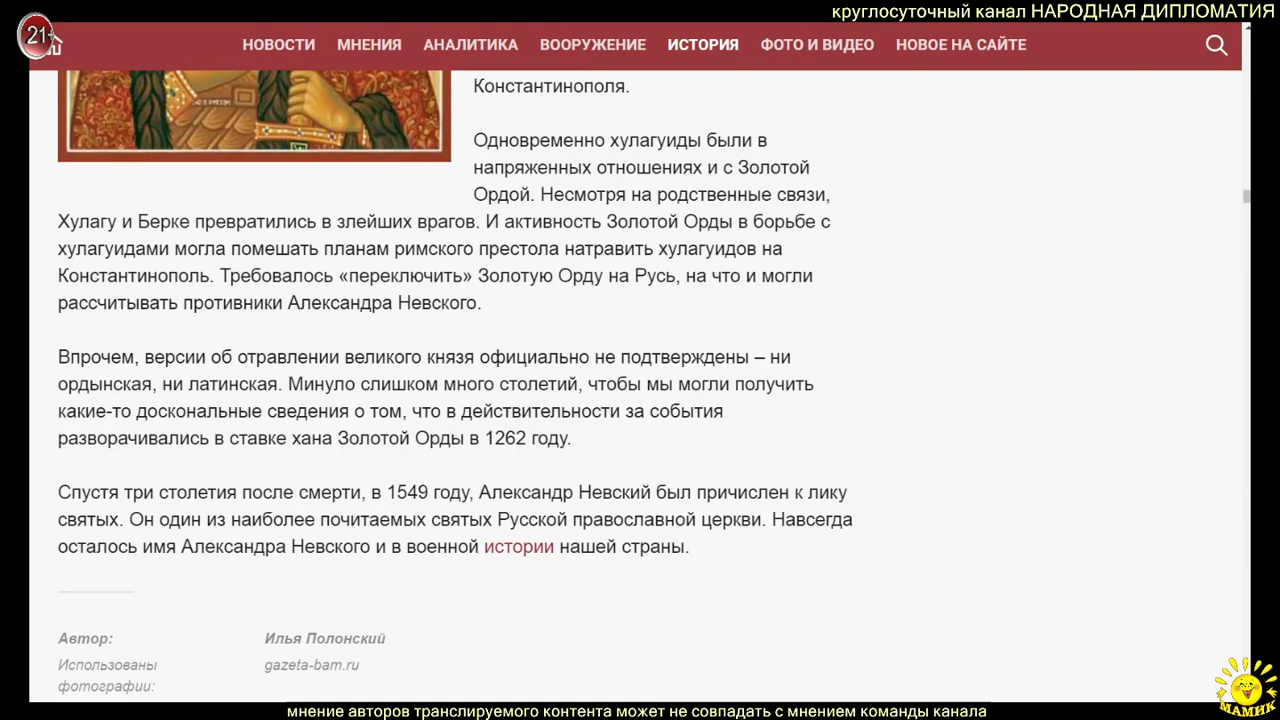 круглосуточный канал НАРОДНАЯ ДИПЛОМАТИЯ
21+
НОВОСТИ МНЕНИЯ АНАЛИТИКА ВООРУЖЕНИЕ ИСТОРИЯ ФОТО И ВИДЕО НОВОЕ НА САЙТЕ
Константинополя.
Одновременно хулагуиды были в
напряженных отношениях и с Золотой
Ордой. Несмотря на родственные связи,
Хулагу и Берке превратились в злейших врагов. И активность Золотой Орды в борьбе с
хулагуидами могла помешать планам римского престола натравить хулагуидов на
Константинополь. Требовалось «переключить» Золотую Орду на Русь, на что и могли
рассчитывать противники Александра Невского.
Впрочем, версии об отравлении великого князя официально не подтверждены – ни
ордынская, ни латинская. Минуло слишком много столетий, чтобы мы могли получить
какие-то доскональные сведения о том, что в действительности за события
разворачивались в ставке хана Золотой Орды в 1262 году.
Спустя три столетия после смерти, в 1549 году, Александр Невский был причислен к лику
святых. Он один из наиболее почитаемых святых Русской православной церкви. Навсегда
осталось имя Александра Невского и в военной истории нашей страны.
Автор: Илья Полонский
Использованы gazeta-bam.ru
фотографии:
МАМИК
мнение авторов транслируемого контента может не совпадать с мнением команды канала